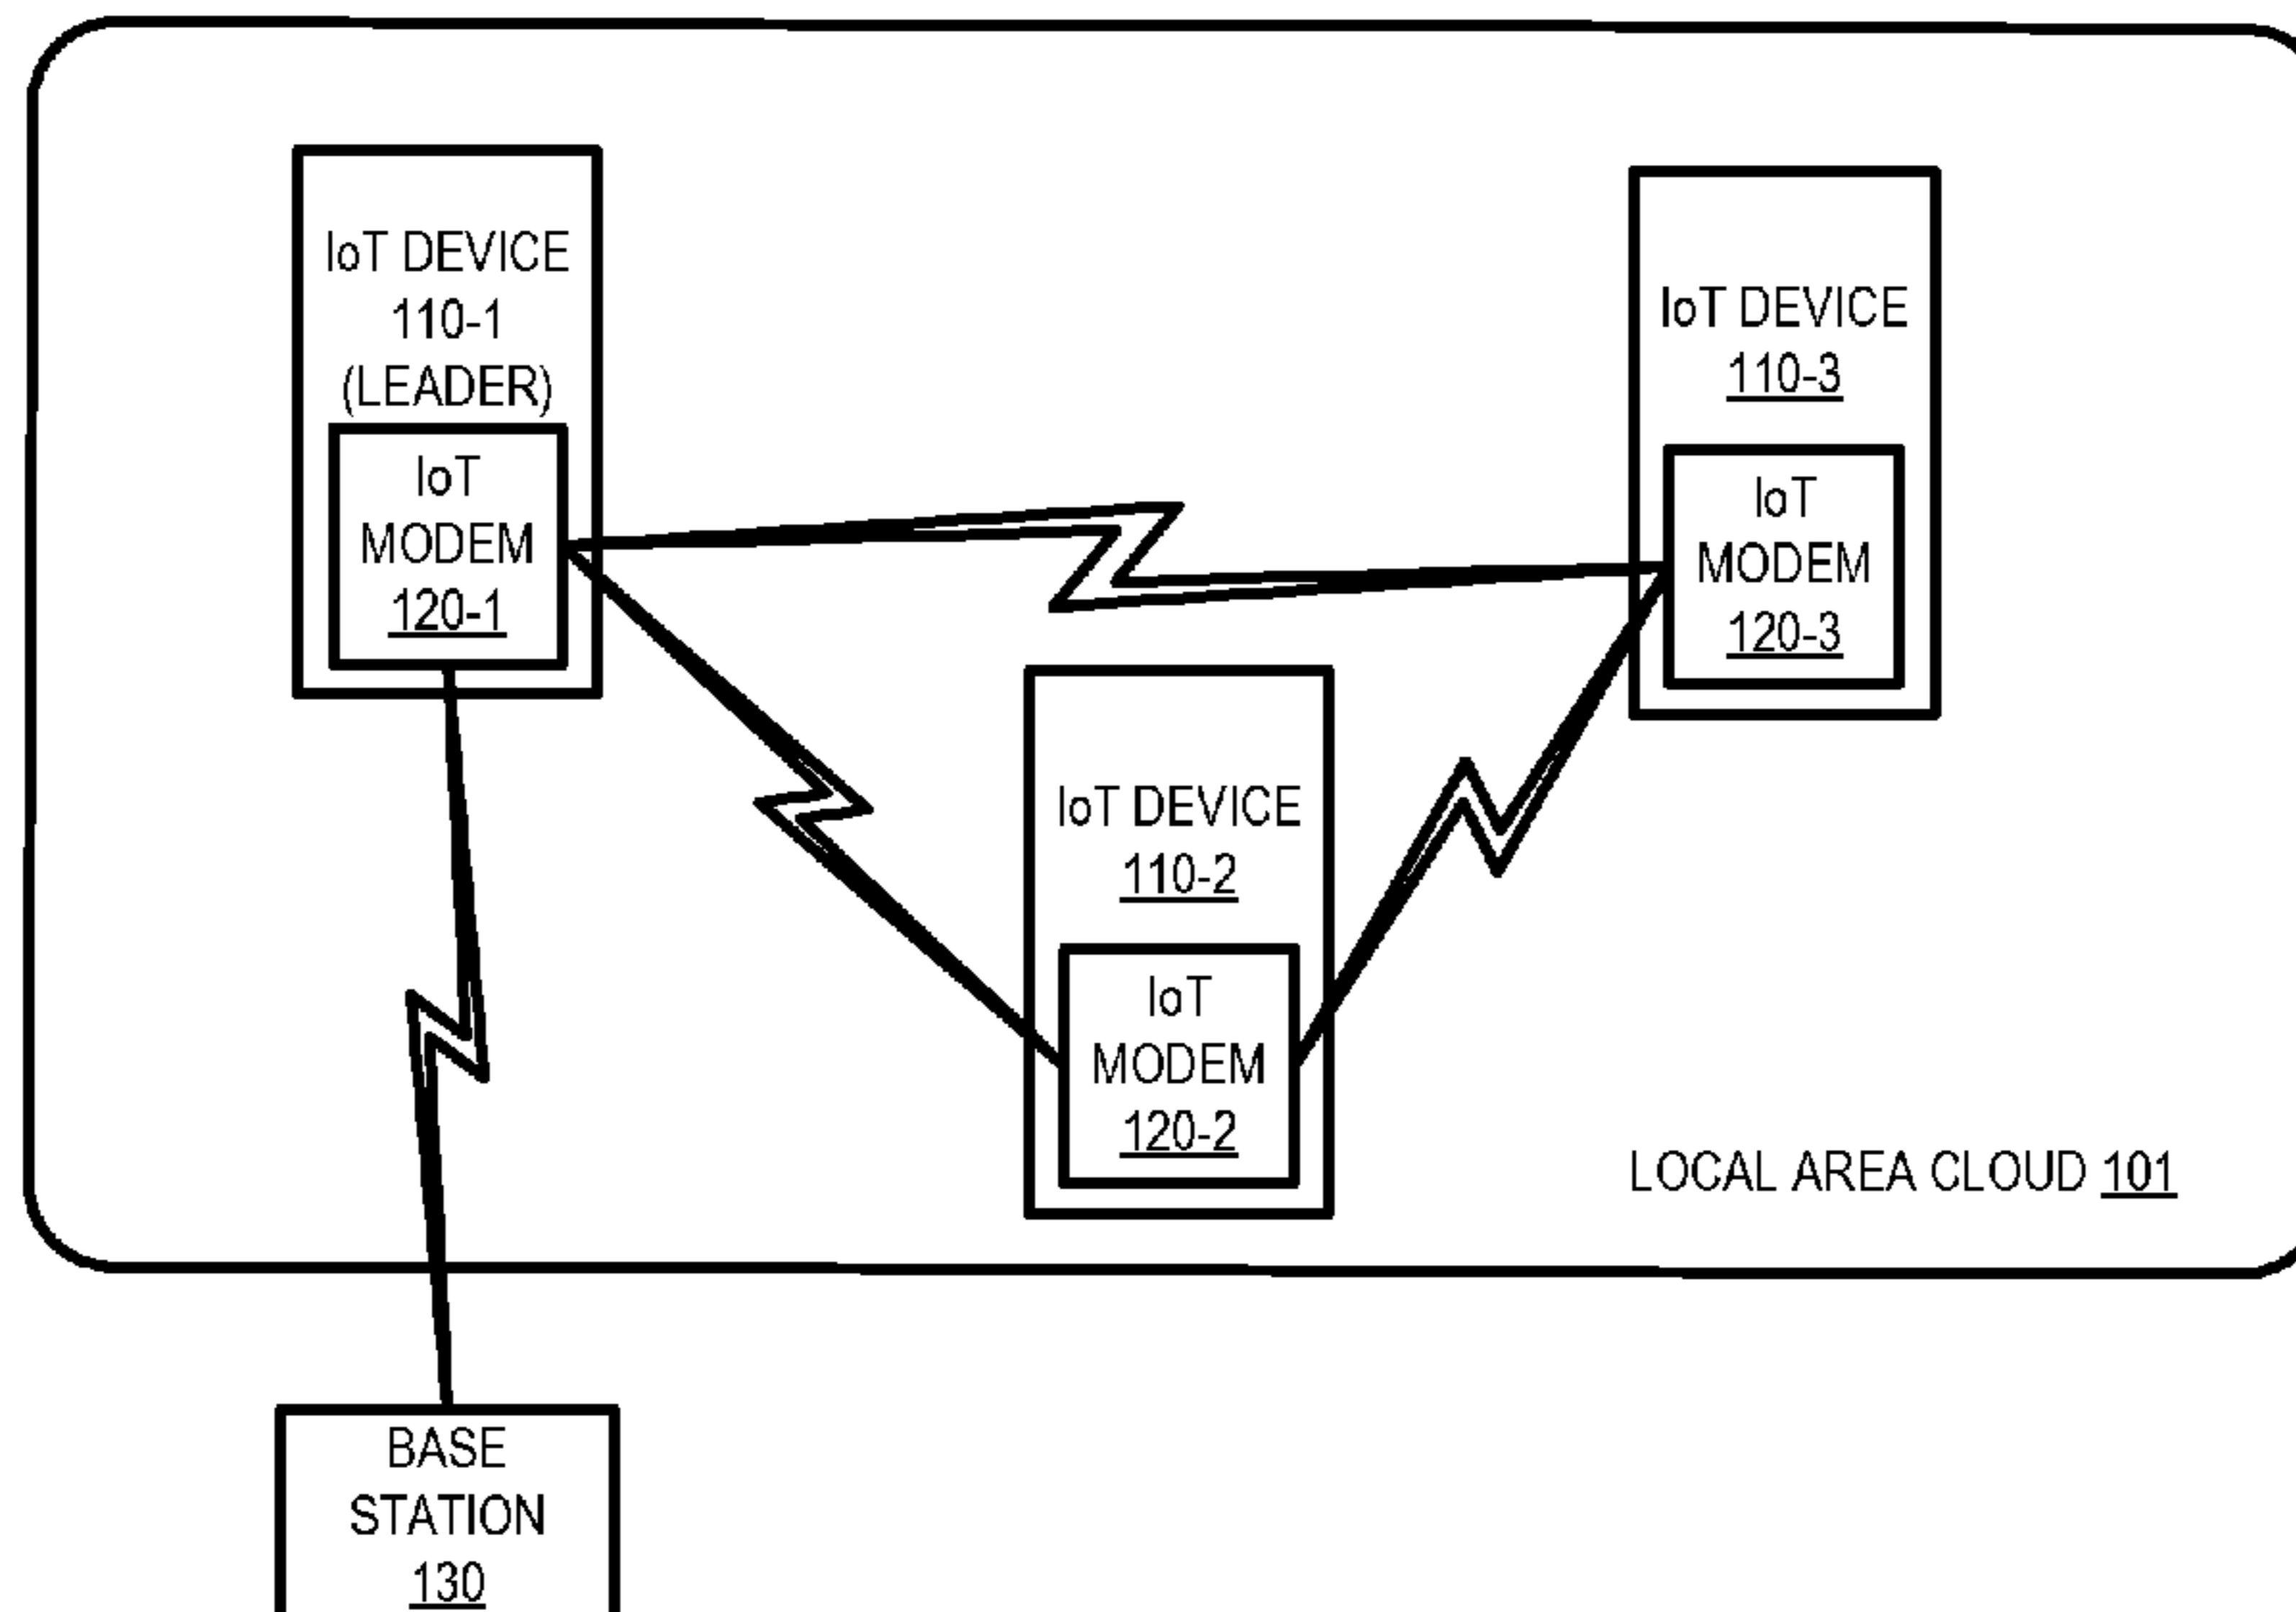 IoT DEVICE
110-1
(LEADER)
IoT
MODEM
120-1
IoT DEVICE
110-3
IoT
MODEM
120-3
IoT DEVICE
110-2
IoT
MODEM
120-2
LOCAL AREA CLOUD 101
BASE
STATION
130